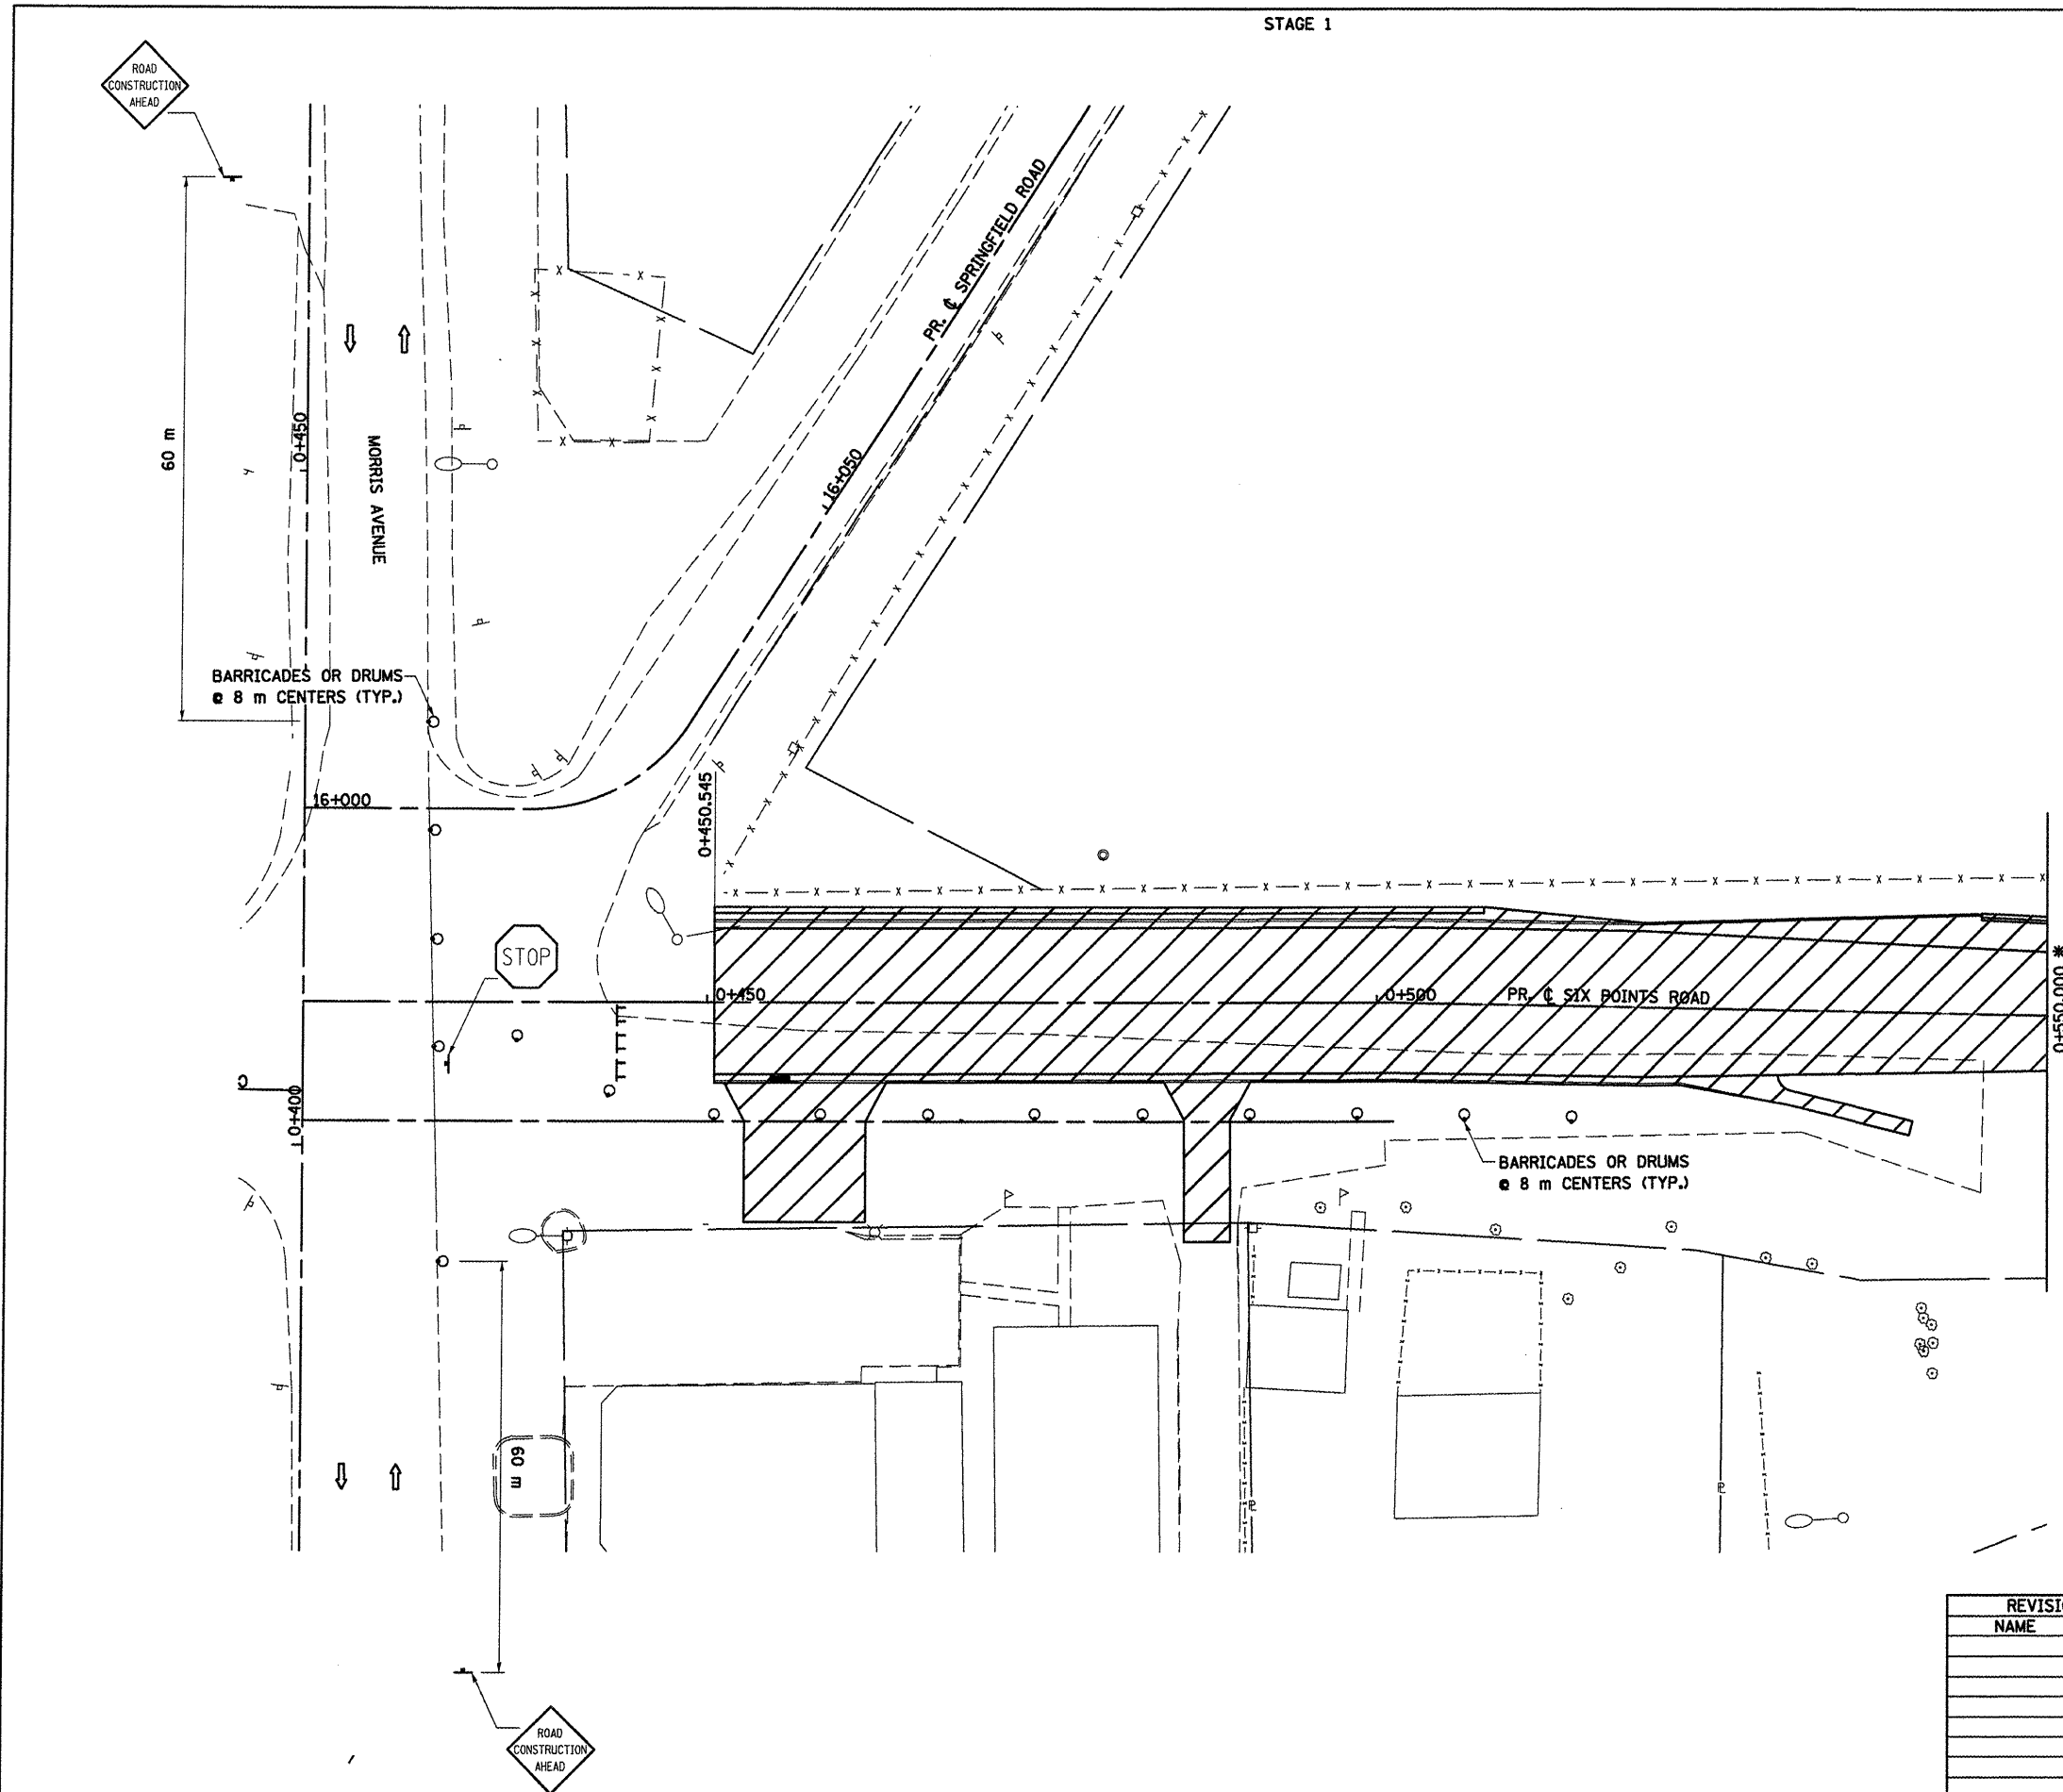 STAGE 1
ROAD
CONSTRUCTION
AHEAD
60 m
0+450
MORRIS AVENUE
PR. ℄ SPRINGFIELD ROAD
16+050
BARRICADES OR DRUMS
@ 8 m CENTERS (TYP.)
16+000
0+450.545
STOP
0+450
0+500
PR. ℄ SIX POINTS ROAD
0+550.000 *
0+400
BARRICADES OR DRUMS
@ 8 m CENTERS (TYP.)
60 m
ROAD
CONSTRUCTION
AHEAD
NAME